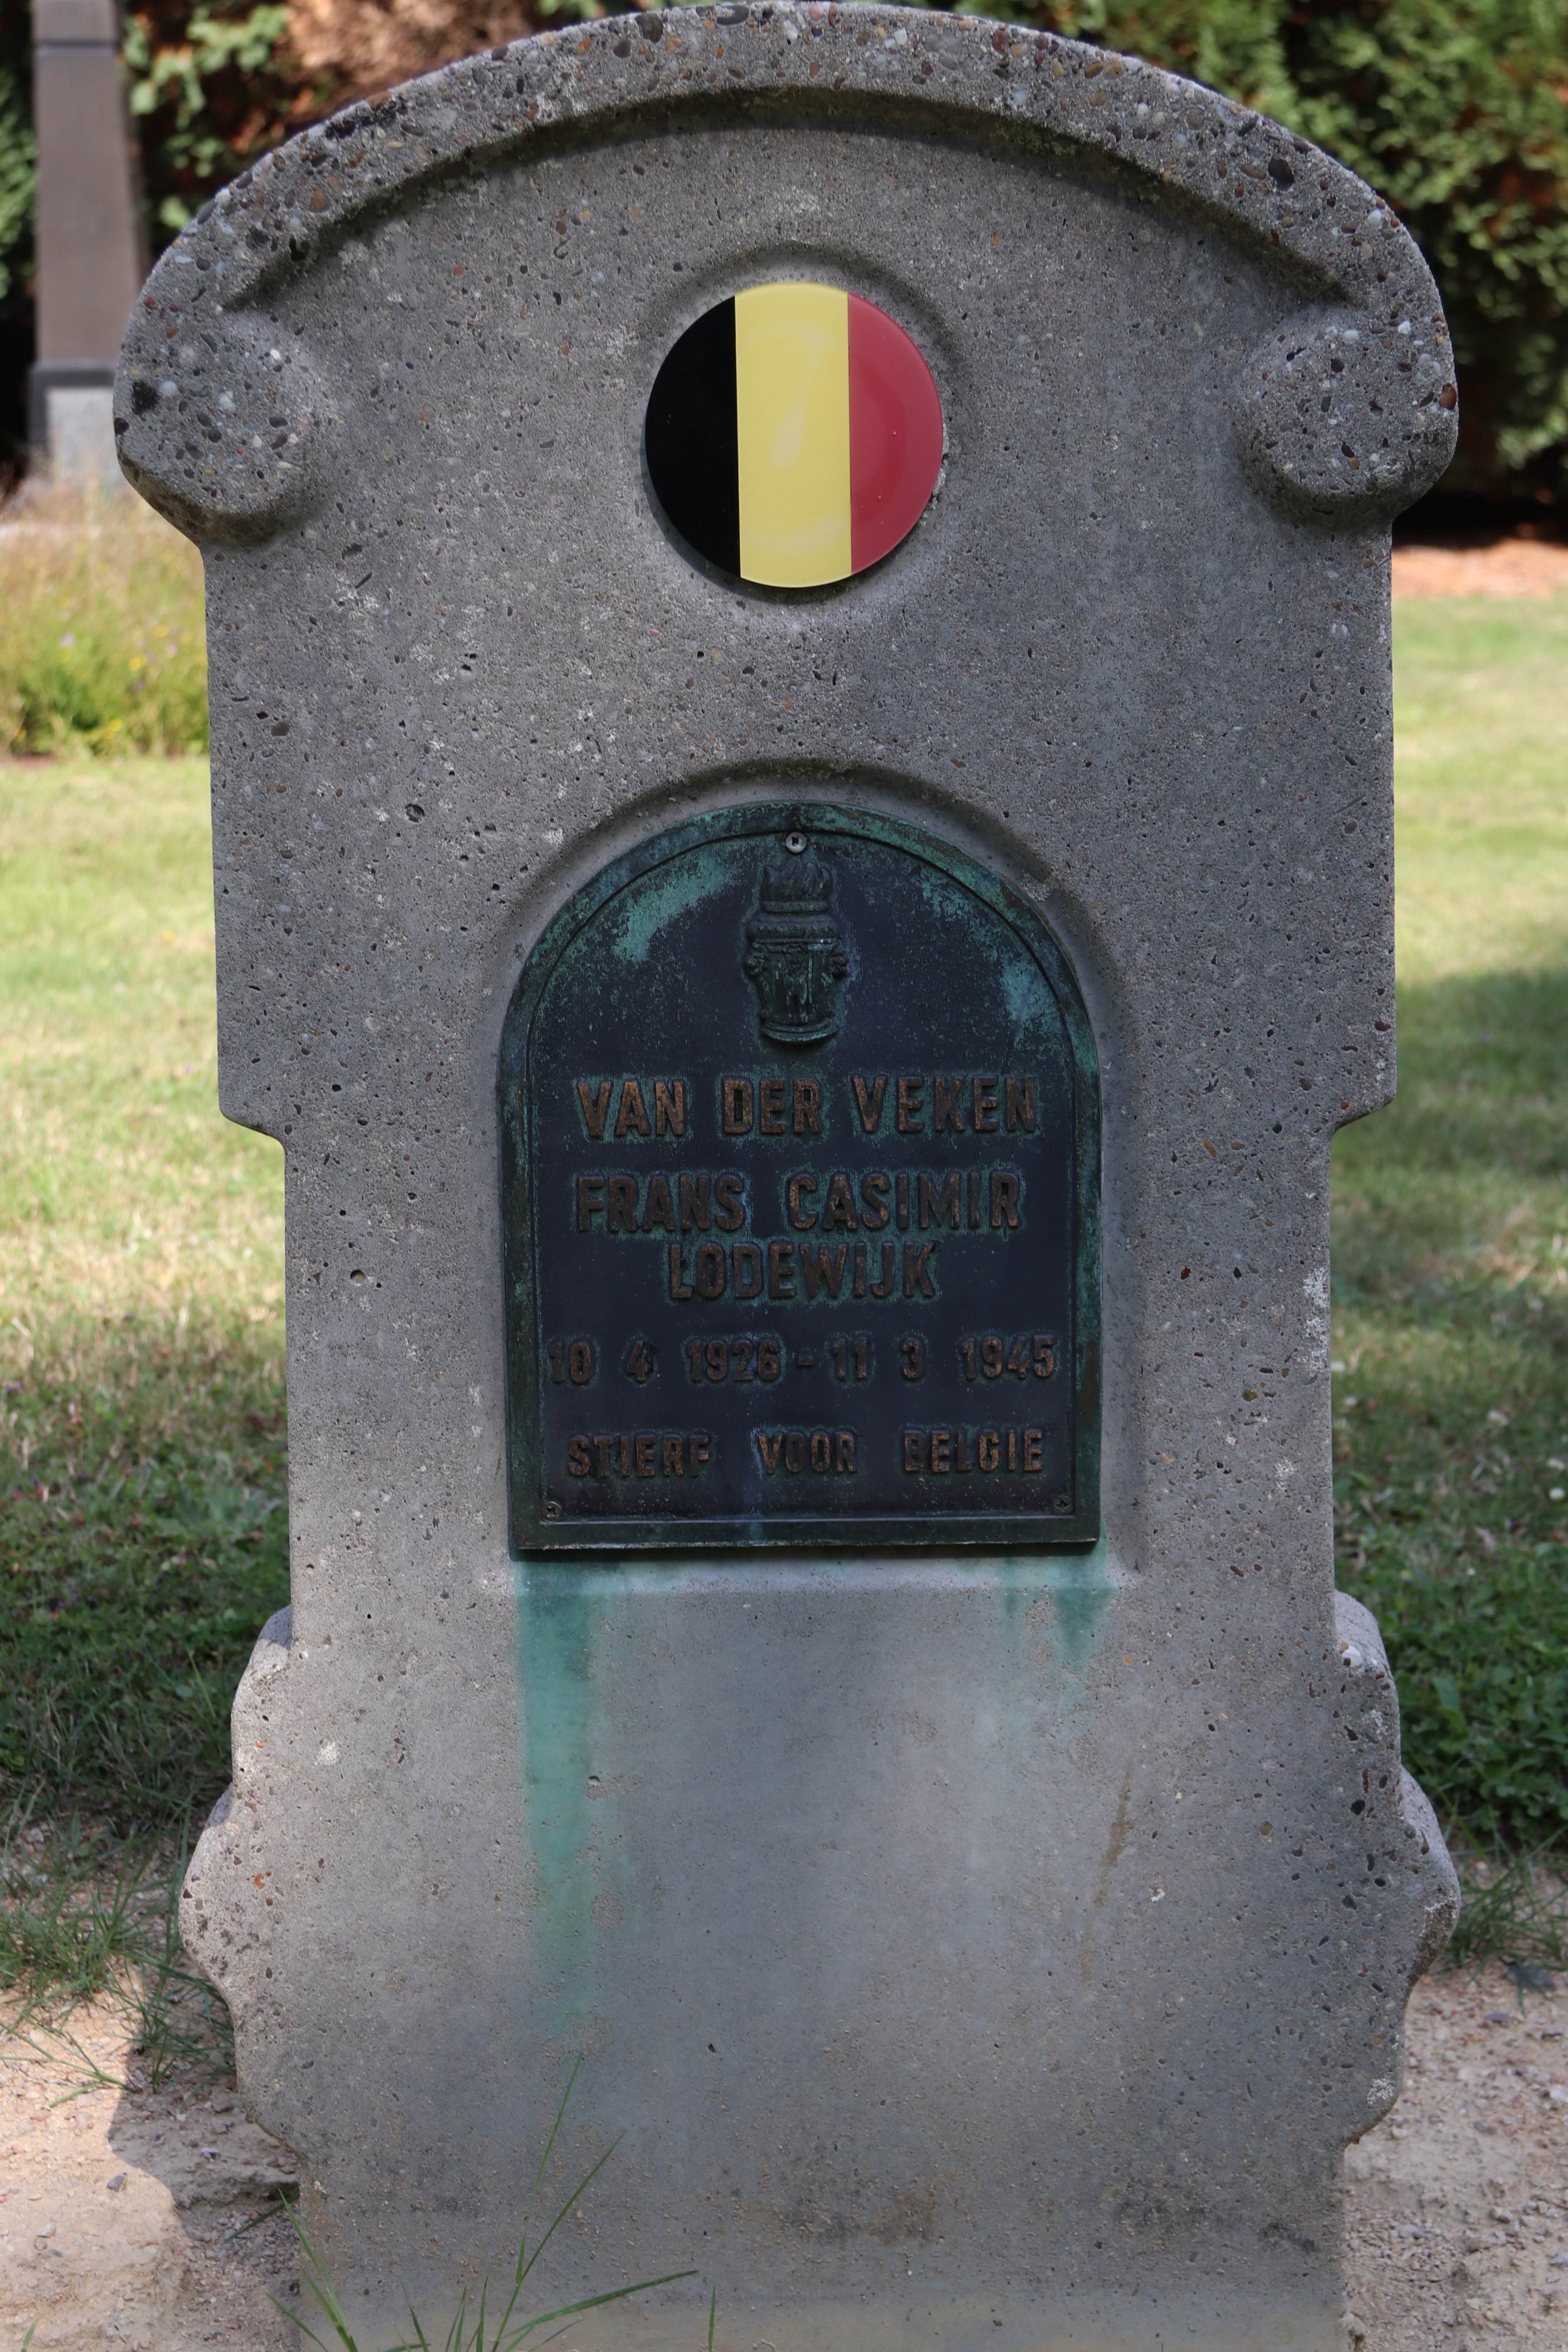 VAN DER VEKEN
FRANS CASIMIR
LODEWIJK
10 4 1926 - 11 3 1945
STIERF VOOR BELGIE